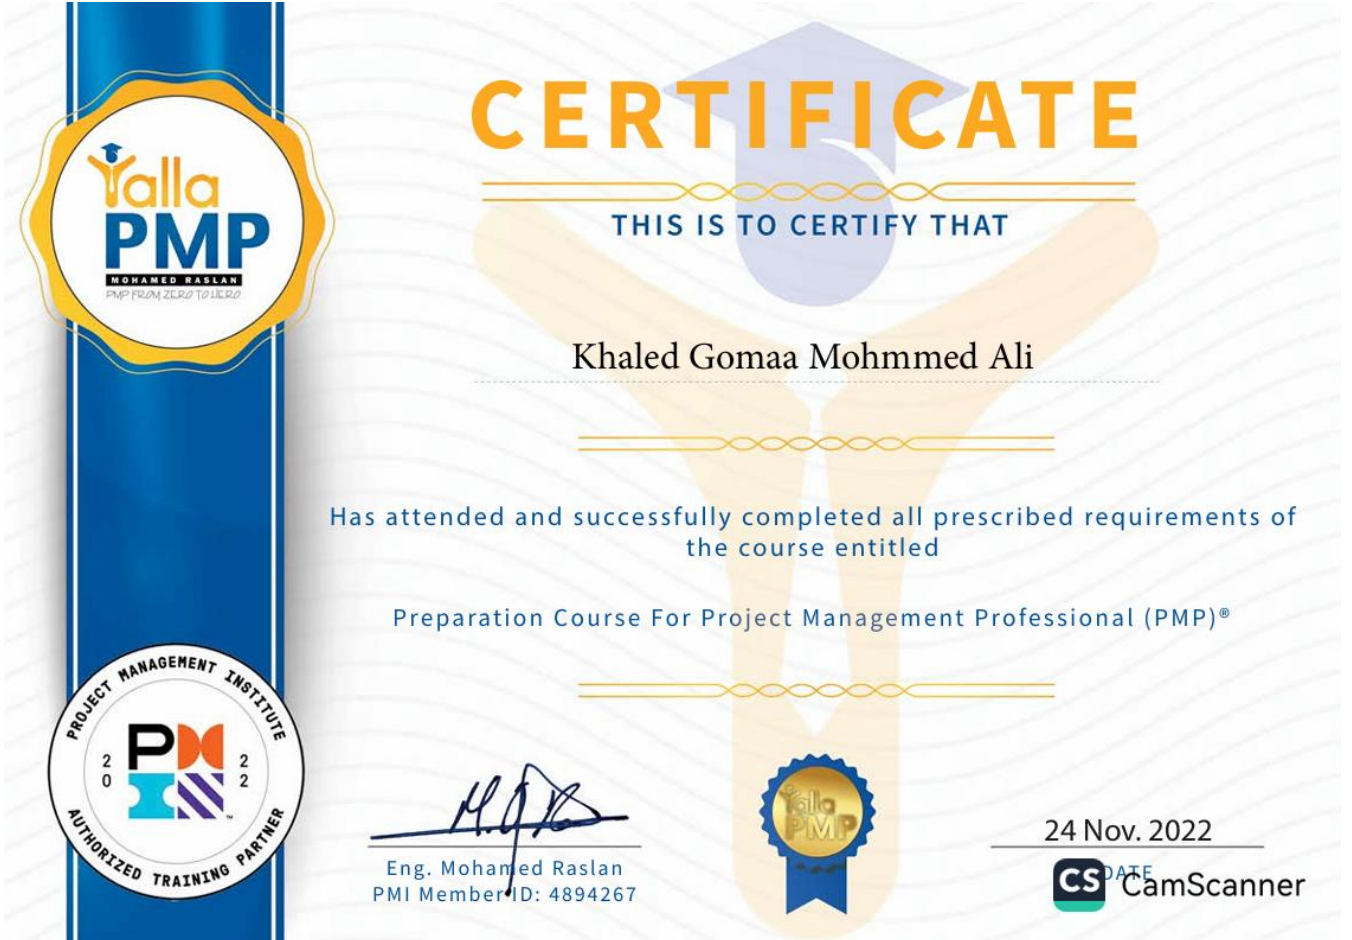 Yalla
PMP
MOHAMED RASLAN
PMP FROM ZERO TO HERO
CERTIFICATE
THIS IS TO CERTIFY THAT
Khaled Gomaa Mohmmed Ali
Has attended and successfully completed all prescribed requirements of
the course entitled
Preparation Course For Project Management Professional (PMP)®
PROJECT MANAGEMENT INSTITUTE
2022
PMI™
AUTHORIZED TRAINING PARTNER
M.
Eng. Mohamed Raslan
PMI Member ID: 4894267
Yalla
PMP
24 Nov. 2022
DATE
CS CamScanner